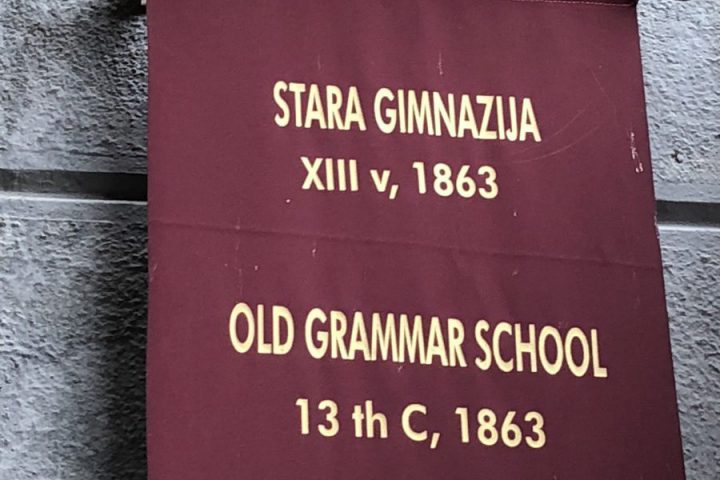 STARA GIMNAZIJA
XIII v, 1863
OLD GRAMMAR SCHOOL
13 th C, 1863